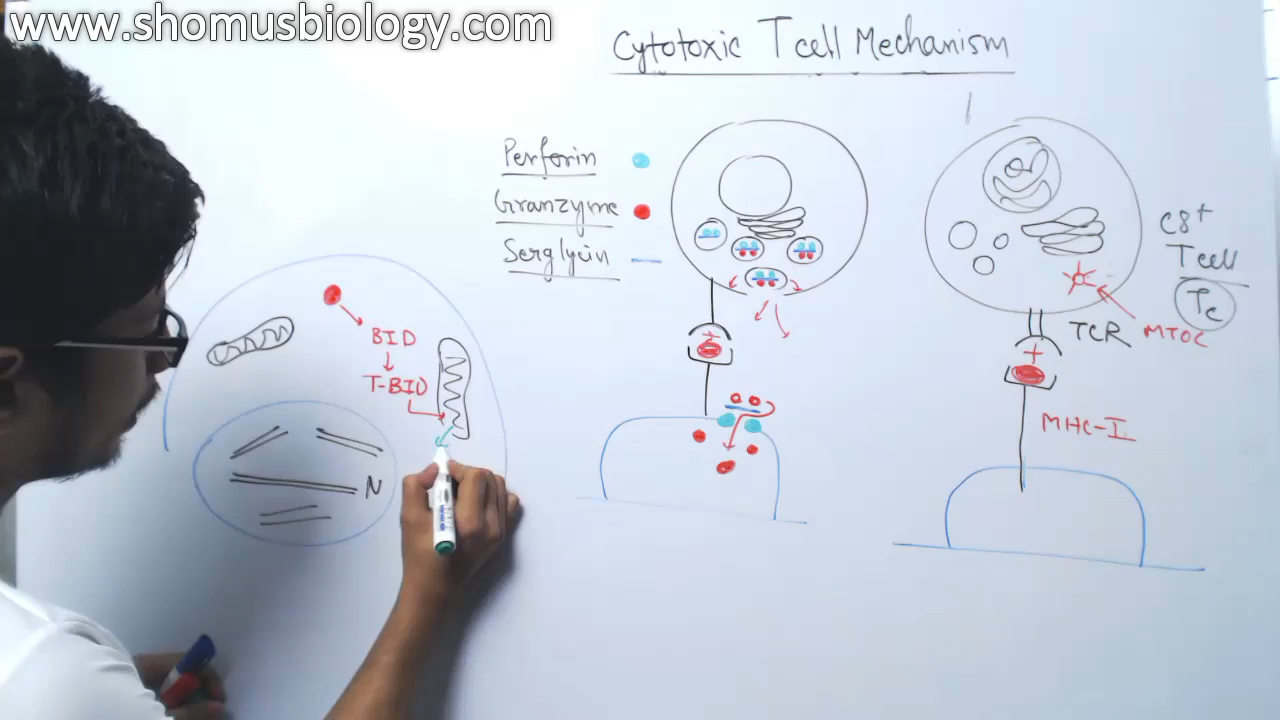 www.shomusbiology.com
Cytotoxic T cell Mechanism
Perforin
Granzyme
Serglycin
C8+
T cell
Tc
TCR
MTOC
MHC-I
BID
T-BID
N